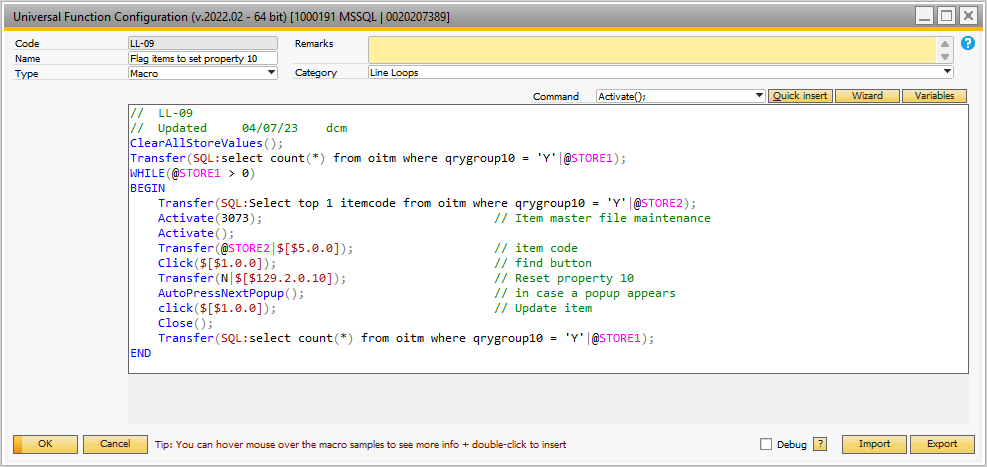 Universal Function Configuration (v.2022.02 - 64 bit) [1000191 MSSQL | 0020207389]
Code LL-09 Remarks
Name Flag items to set property 10
Type Macro Category Line Loops
Command Activate(); Quick insert Wizard Variables
//  LL-09
//  Updated     04/07/23    dcm
ClearAllStoreValues();
Transfer(SQL:select count(*) from oitm where qrygroup10 = 'Y'|@STORE1);
WHILE(@STORE1 > 0)
BEGIN
    Transfer(SQL:Select top 1 itemcode from oitm where qrygroup10 = 'Y'|@STORE2);
    Activate(3073);                                 // Item master file maintenance
    Activate();
    Transfer(@STORE2|$[$5.0.0]);                    // item code
    Click($[$1.0.0]);                               // find button
    Transfer(N|$[$129.2.0.10]);                     // Reset property 10
    AutoPressNextPopup();                           // in case a popup appears
    click($[$1.0.0]);                               // Update item
    Close();
    Transfer(SQL:select count(*) from oitm where qrygroup10 = 'Y'|@STORE1);
END
OK Cancel Tip: You can hover mouse over the macro samples to see more info + double-click to insert Debug ? Import Export